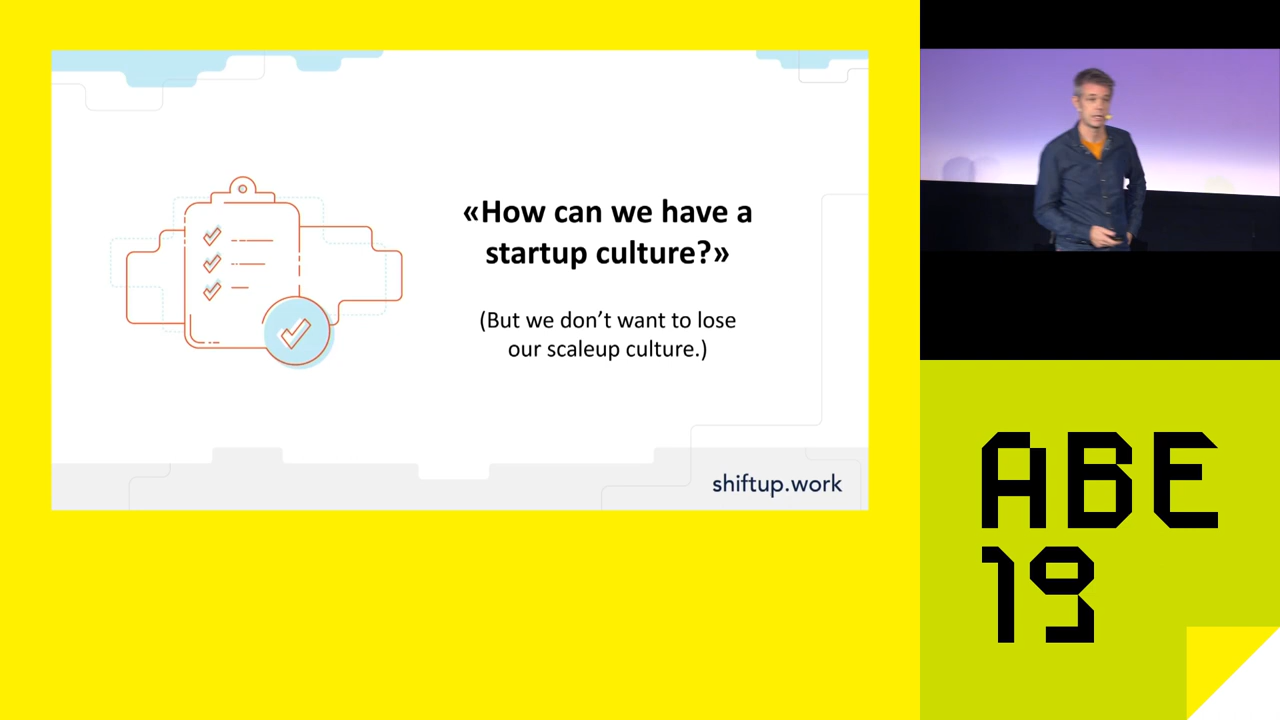 «How can we have a
startup culture?»
(But we don’t want to lose
our scaleup culture.)
shiftup.work
ABE
19